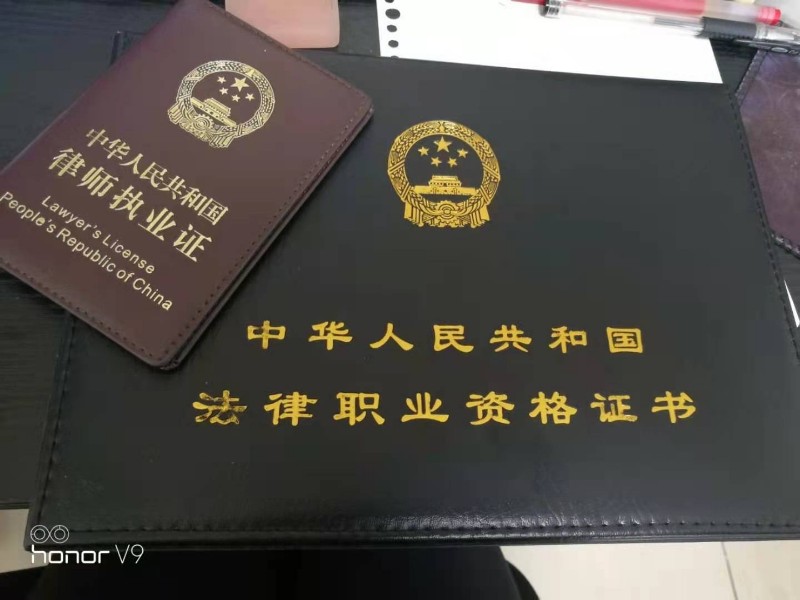 中华人民共和国
律师执业证
Lawyer's License
People's Republic of China
中华人民共和国
法律职业资格证书
honor V9